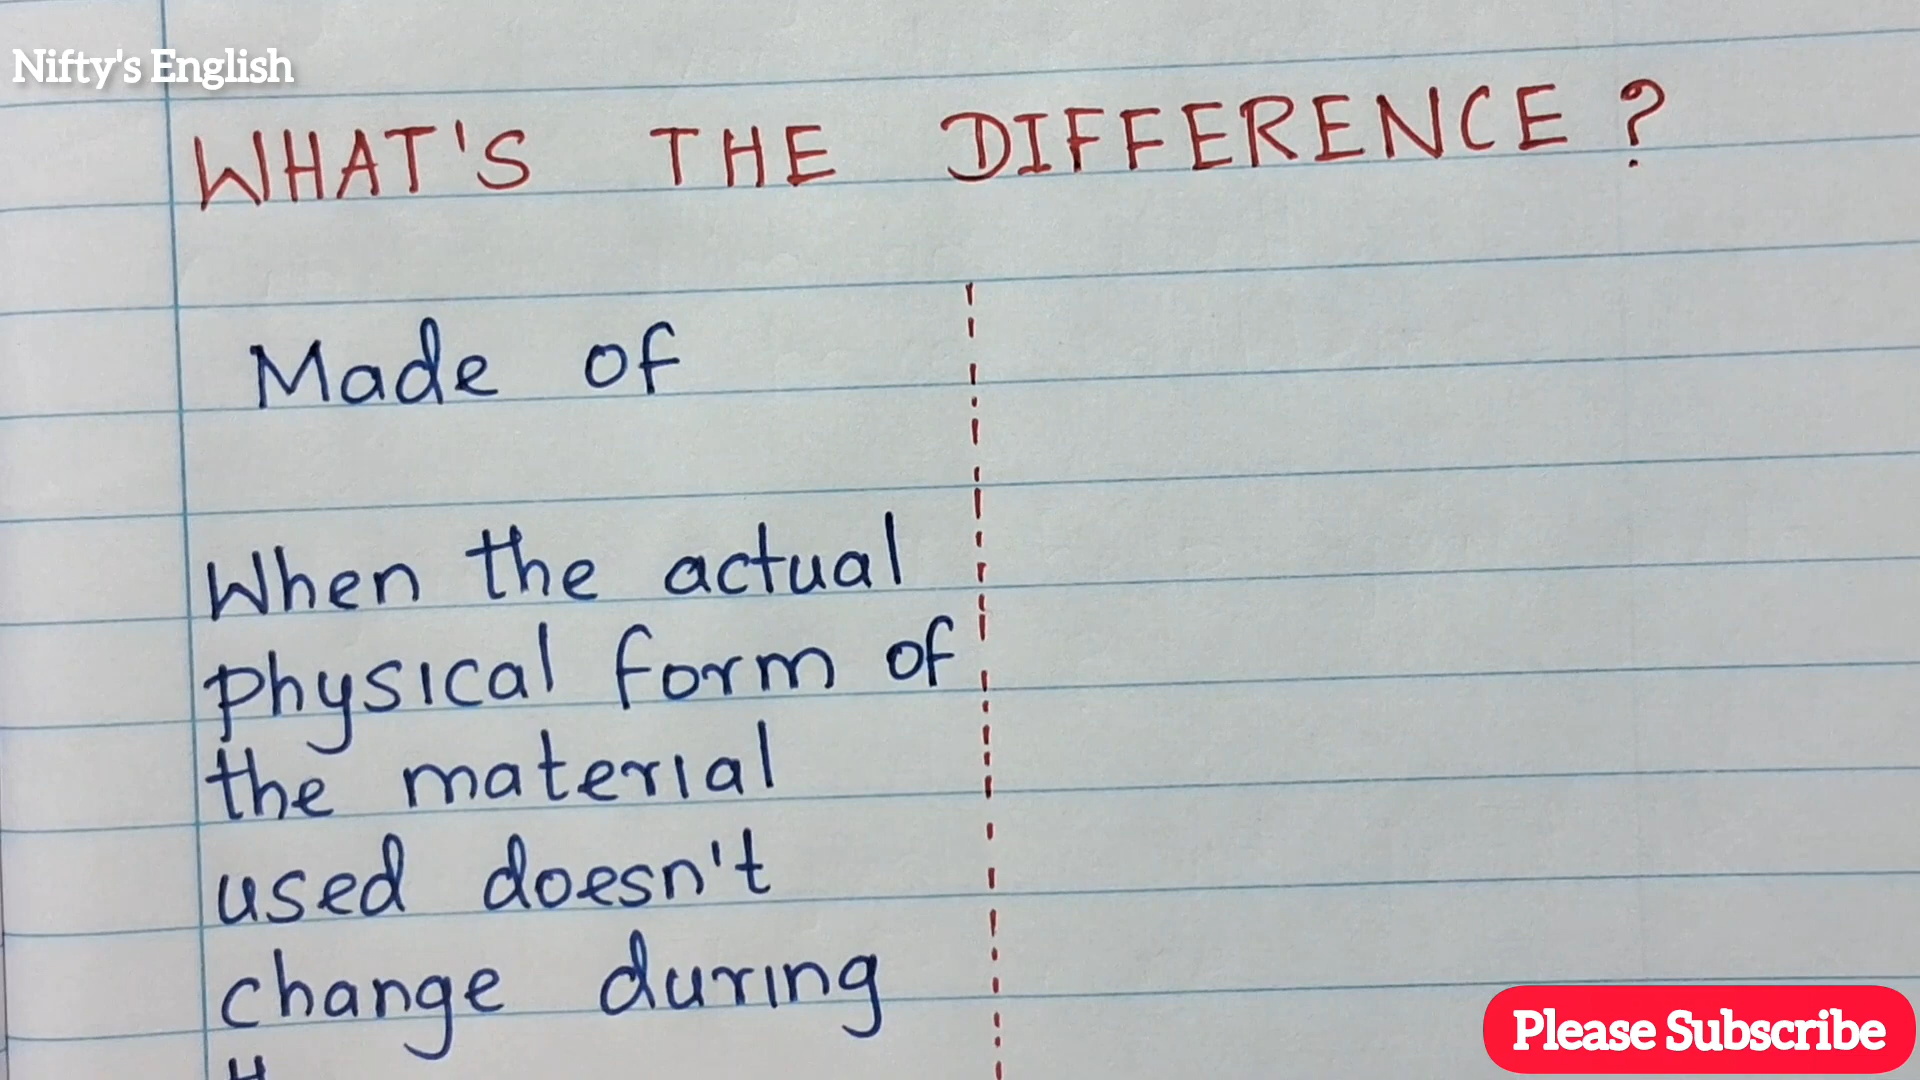 Nifty's English
WHAT'S THE DIFFERENCE ?
Made of
When the actual
physical form of
the material
used doesn't
change during
Please Subscribe